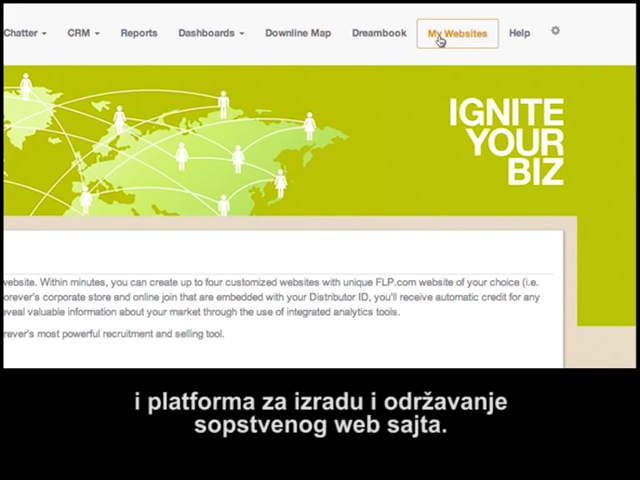 Chatter CRM Reports Dashboards Downline Map Dreambook My Websites Help
IGNITE
YOUR
BIZ
website. Within minutes, you can create up to four customized websites with unique FLP.com website of your choice (i.e.
orever's corporate store and online join that are embedded with your Distributor ID, you'll receive automatic credit for any
eveal valuable information about your market through the use of integrated analytics tools.
rever's most powerful recruitment and selling tool.
i platforma za izradu i održavanje
sopstvenog web sajta.